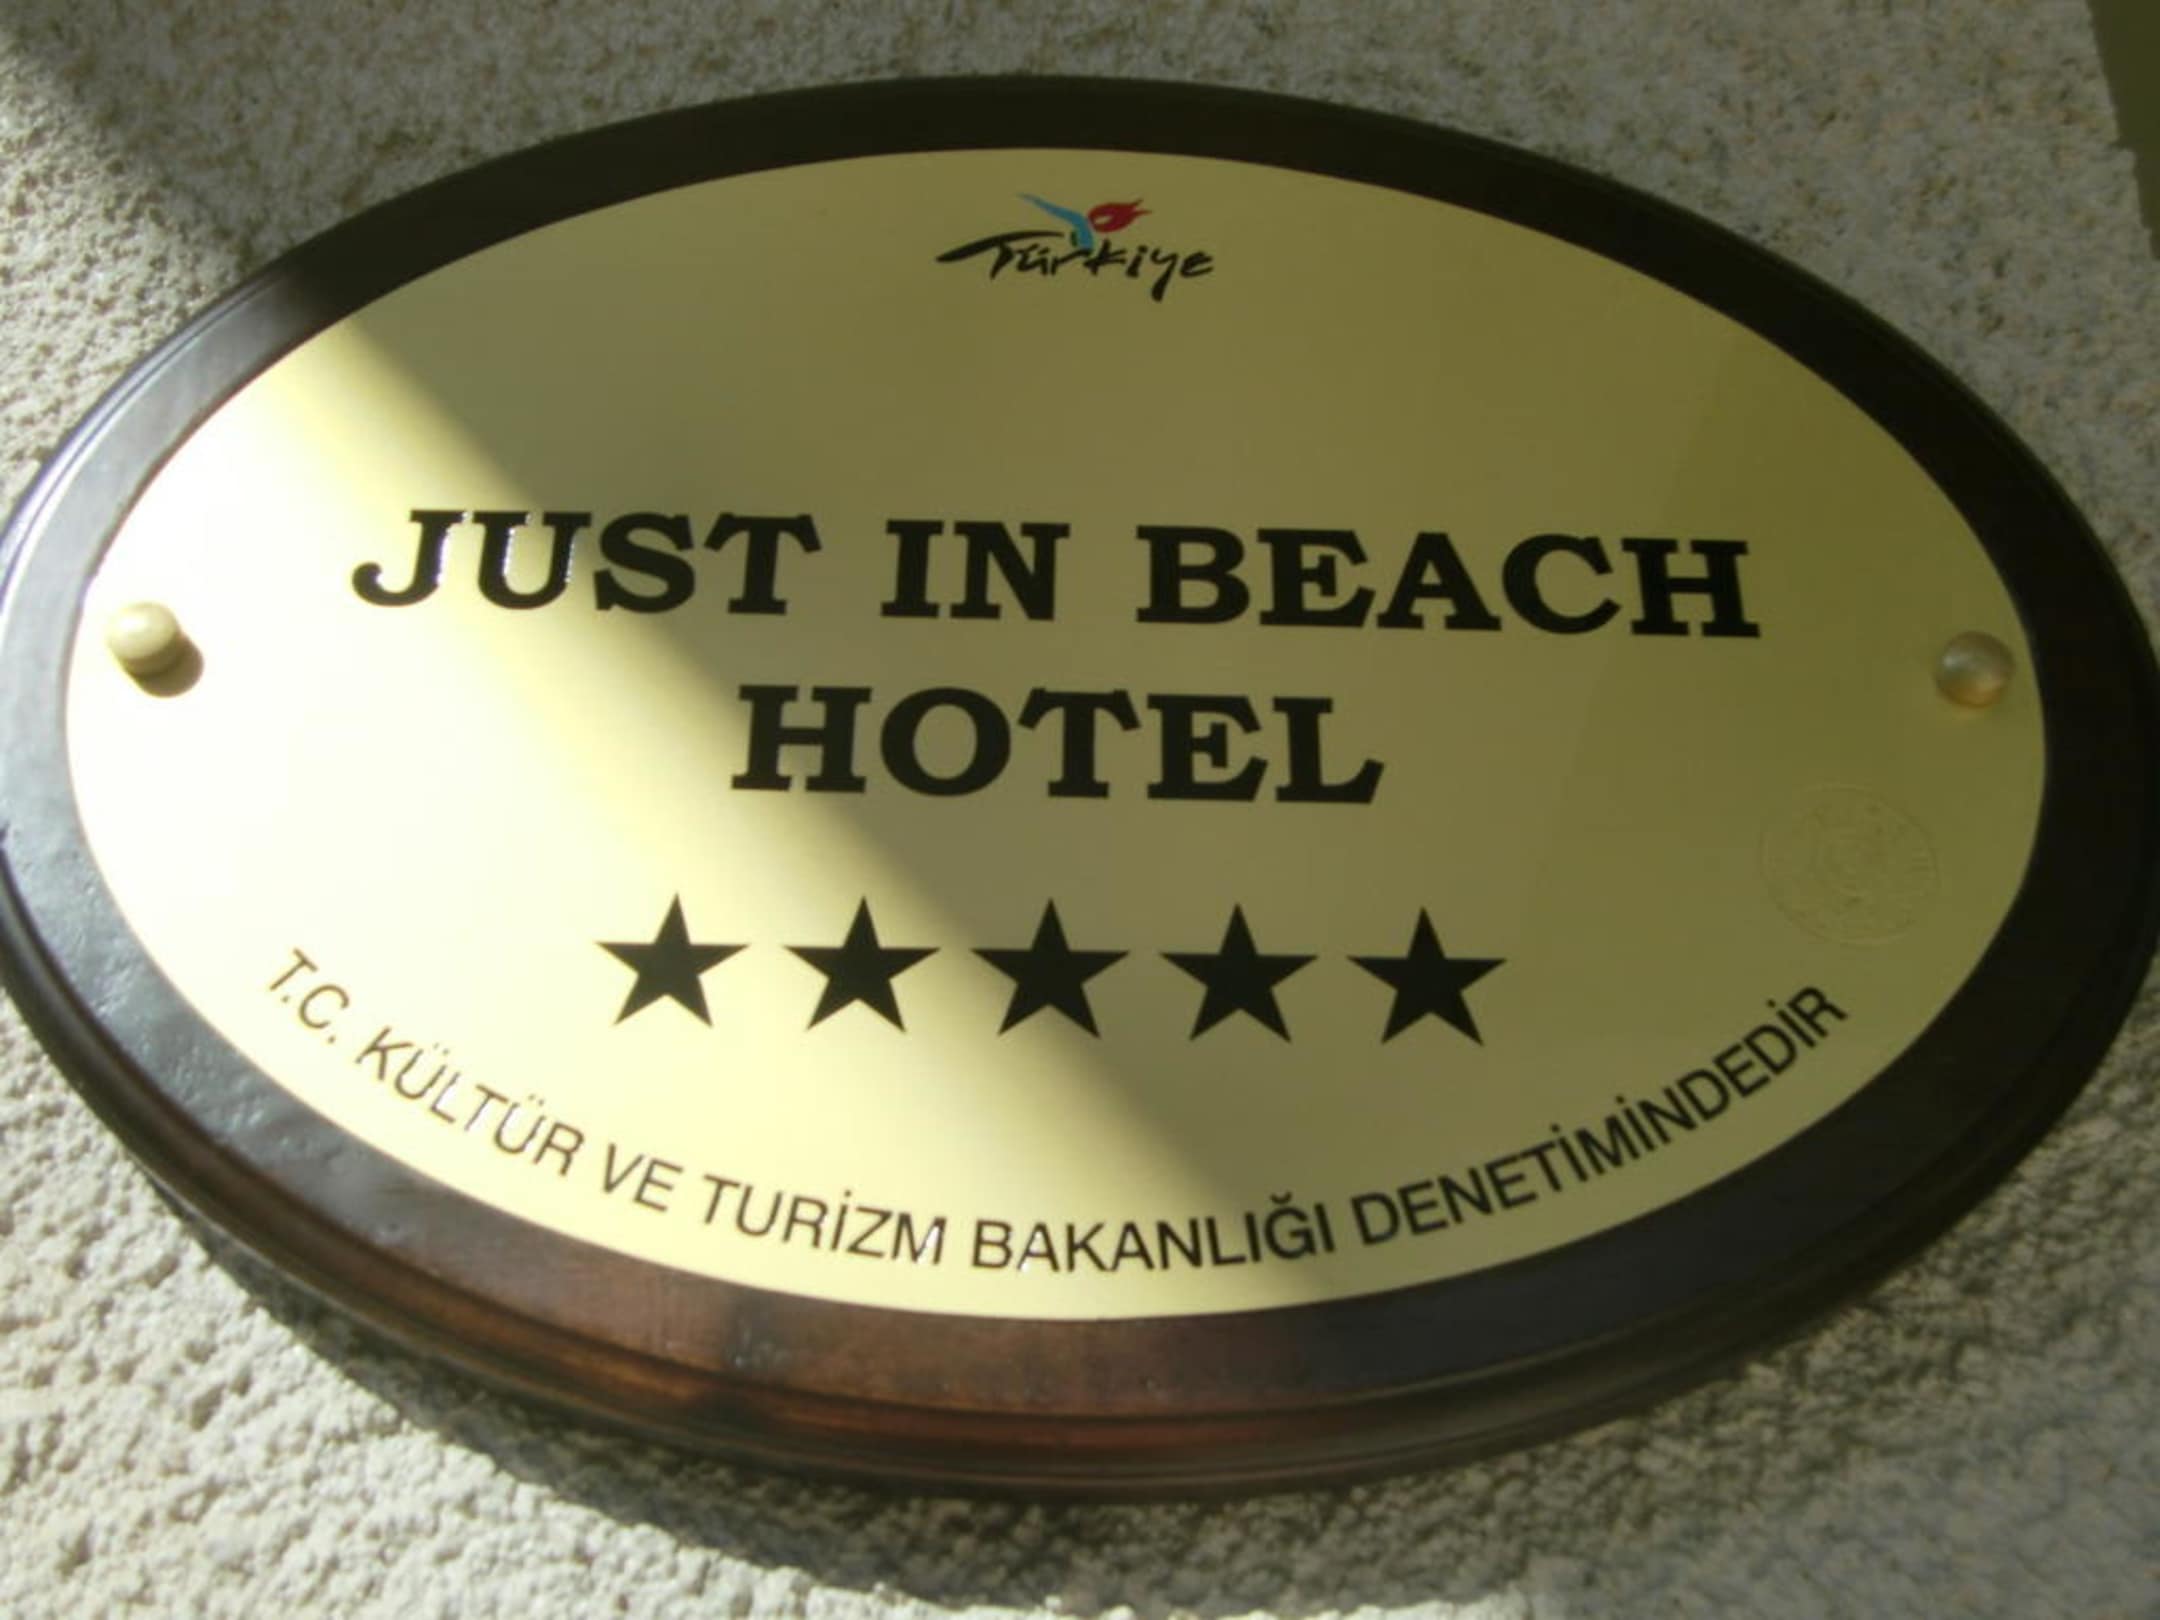 Türkiye
JUST IN BEACH
HOTEL
T.C. KÜLTÜR VE TURİZM BAKANLIĞI DENETİMİNDEDİR